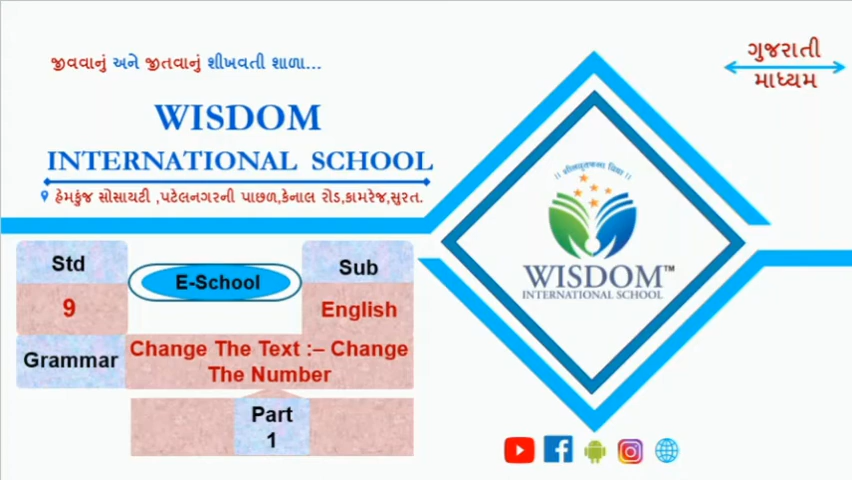 જીવવાનું અને જીતવાનું શીખવતી શાળા...
ગુજરાતી
માધ્યમ
WISDOM
INTERNATIONAL SCHOOL
હેમકુંજ સોસાયટી ,પટેલનગરની પાછળ,કેનાલ રોડ,કામરેજ,સુરત.
Std
9
E-School
Sub
English
Grammar
Change The Text :– Change
The Number
Part
1
WISDOM™
INTERNATIONAL SCHOOL